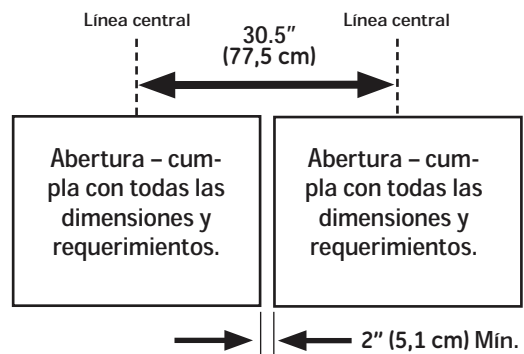 Línea central
Línea central
30.5"
(77,5 cm)
Abertura – cum-
pla con todas las
dimensiones y
requerimientos.
Abertura – cum-
pla con todas las
dimensiones y
requerimientos.
2" (5,1 cm) Mín.